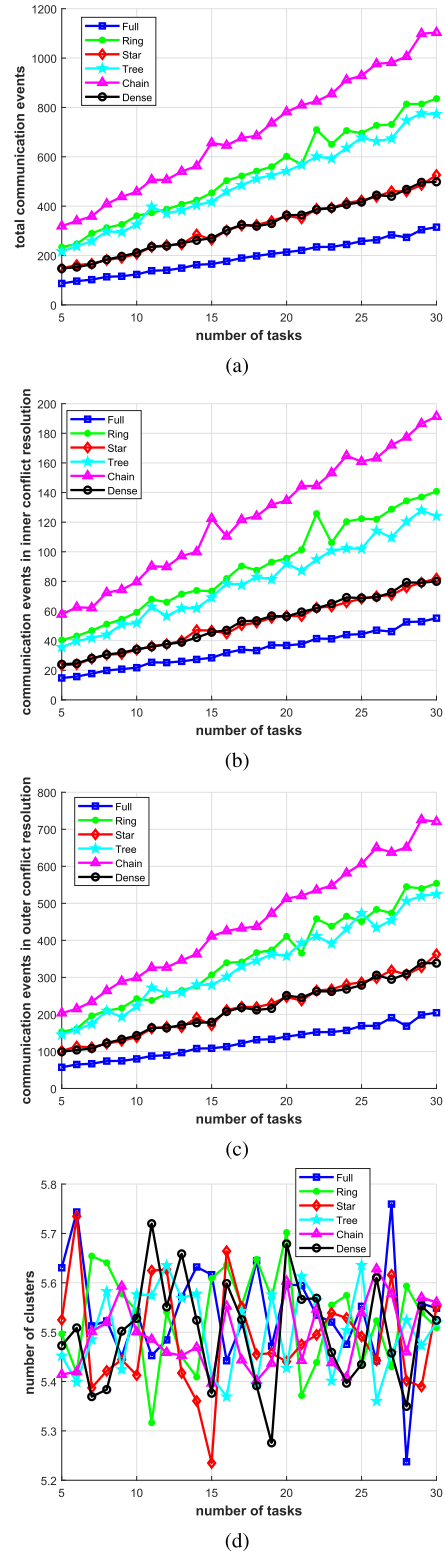 1200
1000
800
600
400
200
0
Full
Ring
Star
Tree
Chain
Dense
total communication events
5 10 15 20 25 30
number of tasks
(a)
200
180
160
140
120
100
80
60
40
20
0
Full
Ring
Star
Tree
Chain
Dense
communication events in inner conflict resolution
5 10 15 20 25 30
number of tasks
(b)
800
700
600
500
400
300
200
100
0
Full
Ring
Star
Tree
Chain
Dense
communication events in outer conflict resolution
5 10 15 20 25 30
number of tasks
(c)
Full
Ring
Star
Tree
Chain
Dense
5.8
5.7
5.6
5.5
5.4
5.3
5.2
number of clusters
5 10 15 20 25 30
number of tasks
(d)